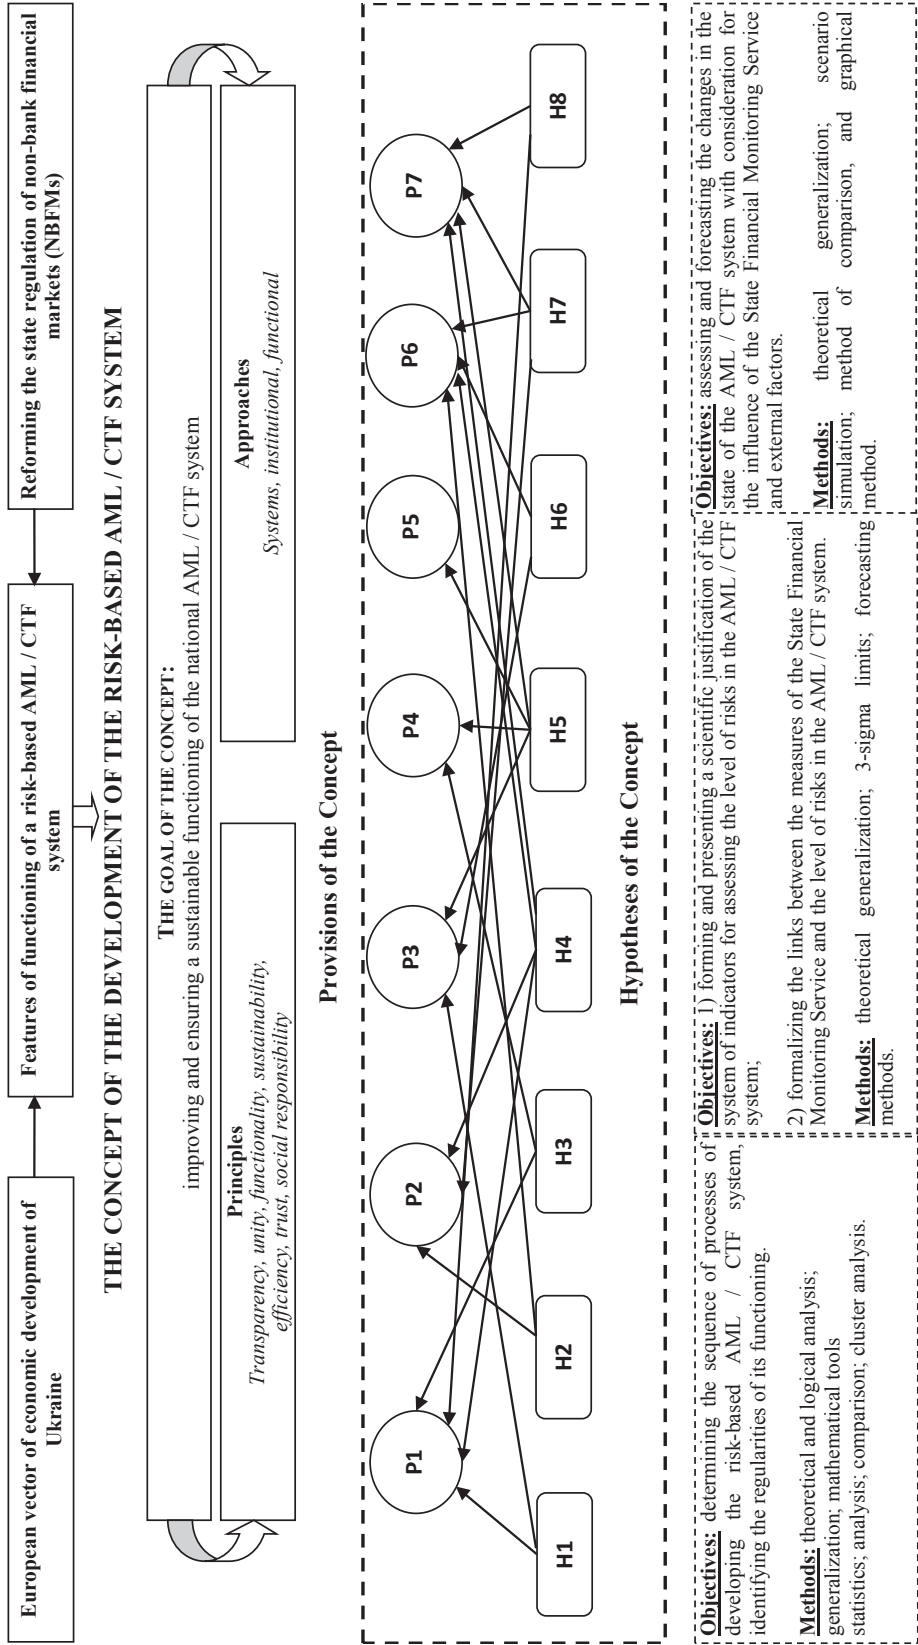 European vector of economic development of
Ukraine
Features of functioning of a risk-based AML / CTF
system
Reforming the state regulation of non-bank financial
markets (NBFMs)
THE CONCEPT OF THE DEVELOPMENT OF THE RISK-BASED AML / CTF SYSTEM
THE GOAL OF THE CONCEPT:
improving and ensuring a sustainable functioning of the national AML / CTF system
Principles
Transparency, unity, functionality, sustainability,
efficiency, trust, social responsibility
Approaches
Systems, institutional, functional
Provisions of the Concept
P1
P2
P3
P4
P5
P6
P7
H1
H2
H3
H4
H5
H6
H7
H8
Hypotheses of the Concept
Objectives: determining the sequence of processes of
developing the risk-based AML / CTF system,
identifying the regularities of its functioning.
Methods: theoretical and logical analysis;
generalization; mathematical tools
statistics; analysis; comparison; cluster analysis.
Objectives: 1) forming and presenting a scientific justification of the
system of indicators for assessing the level of risks in the AML / CTF
system;
2) formalizing the links between the measures of the State Financial
Monitoring Service and the level of risks in the AML / CTF system.
Methods: theoretical generalization; 3-sigma limits; forecasting
methods.
Objectives: assessing and forecasting the changes in the
state of the AML / CTF system with consideration for
the influence of the State Financial Monitoring Service
and external factors.
Methods: theoretical generalization; scenario
simulation; method of comparison, and graphical
method.